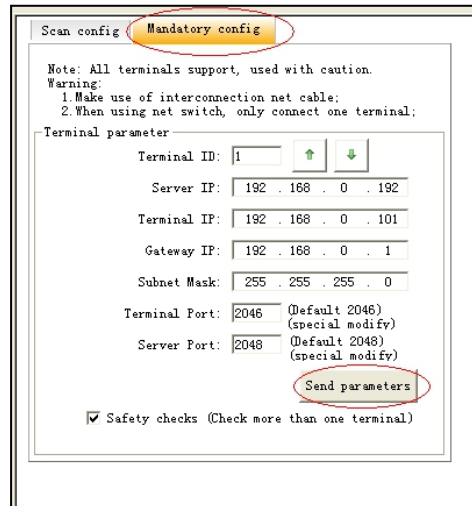 Scan config
Mandatory config
Note: All terminals support, used with caution.
Warning:
1.Make use of interconnection net cable;
2.When using net switch, only connect one terminal;
Terminal parameter
Terminal ID: 1
Server IP: 192 . 168 . 0 . 192
Terminal IP: 192 . 168 . 0 . 101
Gateway IP: 192 . 168 . 0 . 1
Subnet Mask: 255 . 255 . 255 . 0
Terminal Port: 2046 (Default 2046)
(special modify)
Server Port: 2048 (Default 2048)
(special modify)
Send parameters
Safety checks (Check more than one terminal)